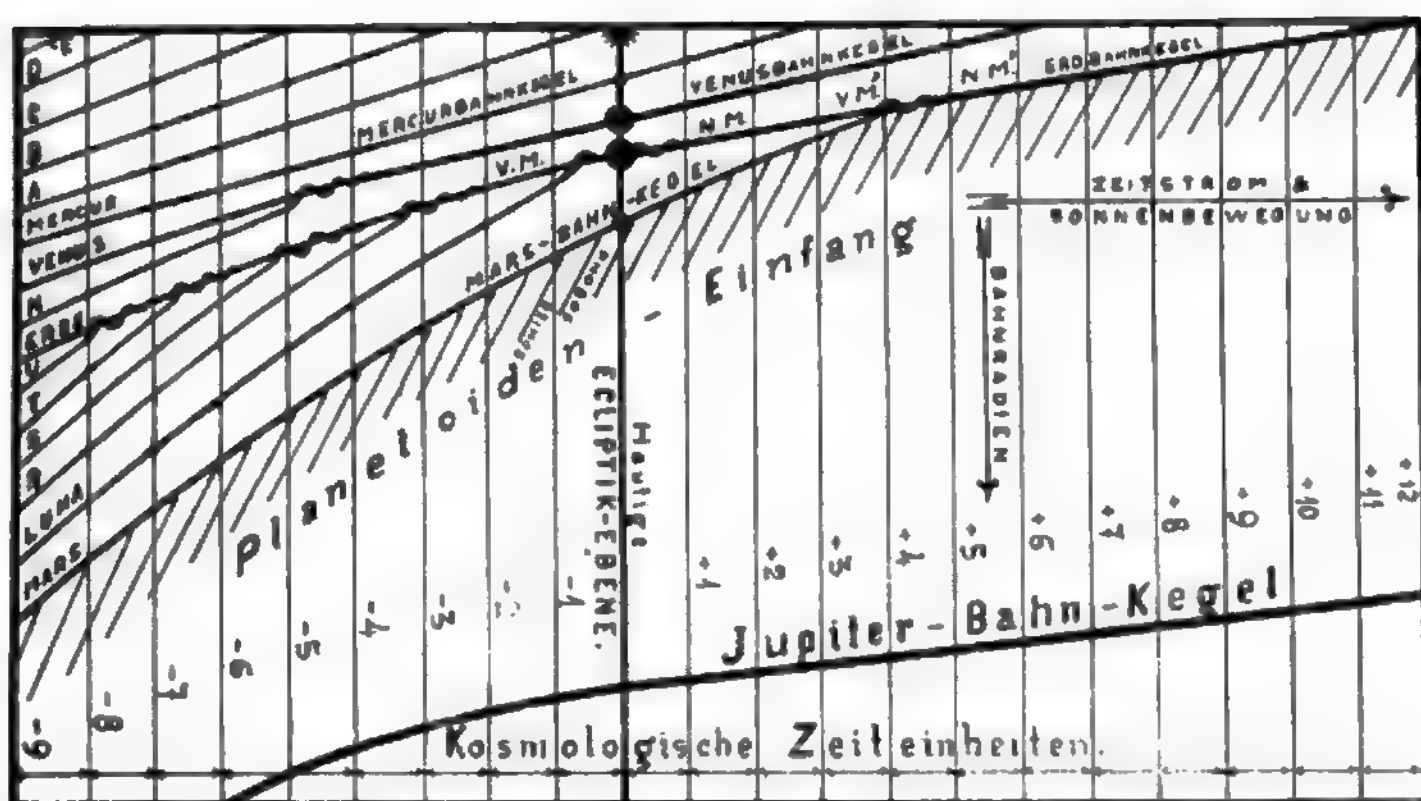 E
D
C
B
A
MERCUR
VENUS
N
ERDE
U
T
S
R
LUNA
MARS
MERCURBAHNKEGEL
VENUSBAHNKEGEL
ERDBAHNKEGEL
V.M.
N M.
V M.
N M.
MARS-BAHN-KEGEL
Planetoiden - Einfang
ZEITSTROM &
SONNENBEWEGUNG
BAHNRADIEN
Heutige
ECLIPTIK-EBENE.
-9
-8
-7
-6
-5
-4
-3
-2
-1
+1
+2
+3
+4
+5
+6
+7
+8
+9
+10
+11
+12
Jupiter-Bahn-Kegel
Kosmologische Zeiteinheiten.